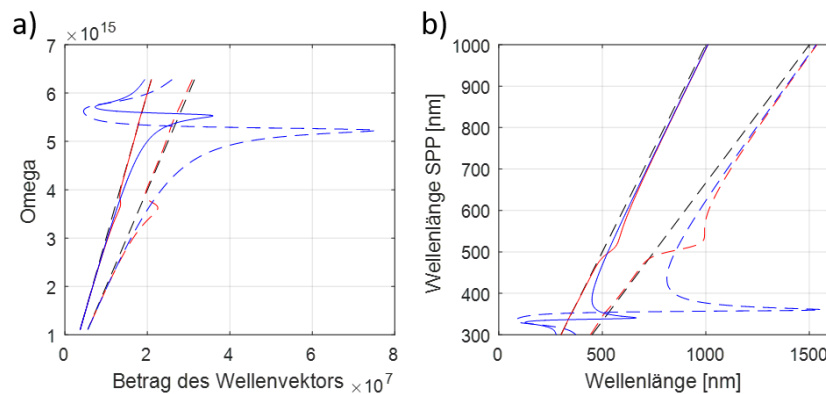 a)
× 10^15
7
6
5
4
3
2
1
Omega
0 2 4 6 8
Betrag des Wellenvektors × 10^7
b)
1000
900
800
700
600
500
400
300
Wellenlänge SPP [nm]
0 500 1000 1500
Wellenlänge [nm]